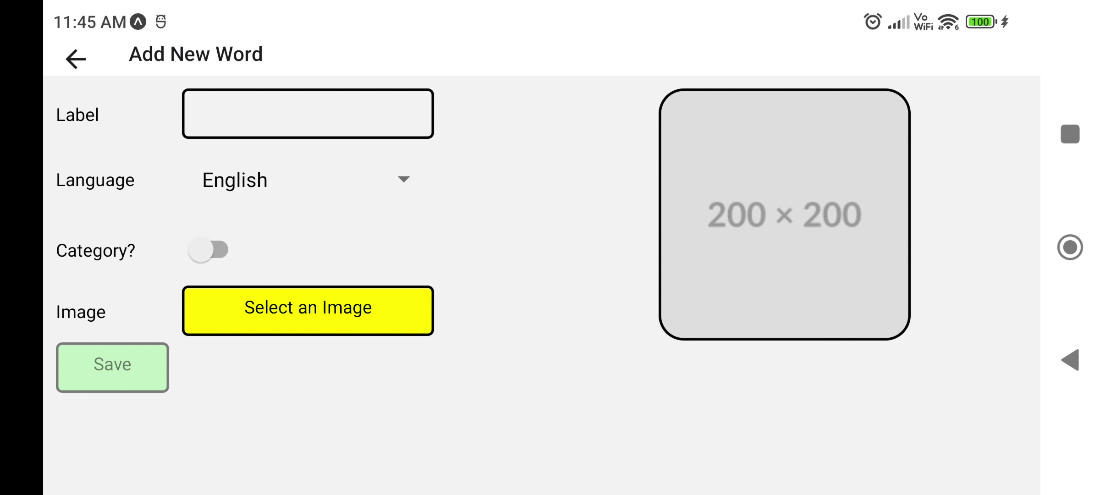 11:45 AM
Vo WiFi 6 100
Add New Word
Label
Language English
Category?
Image Select an Image
Save
200 × 200